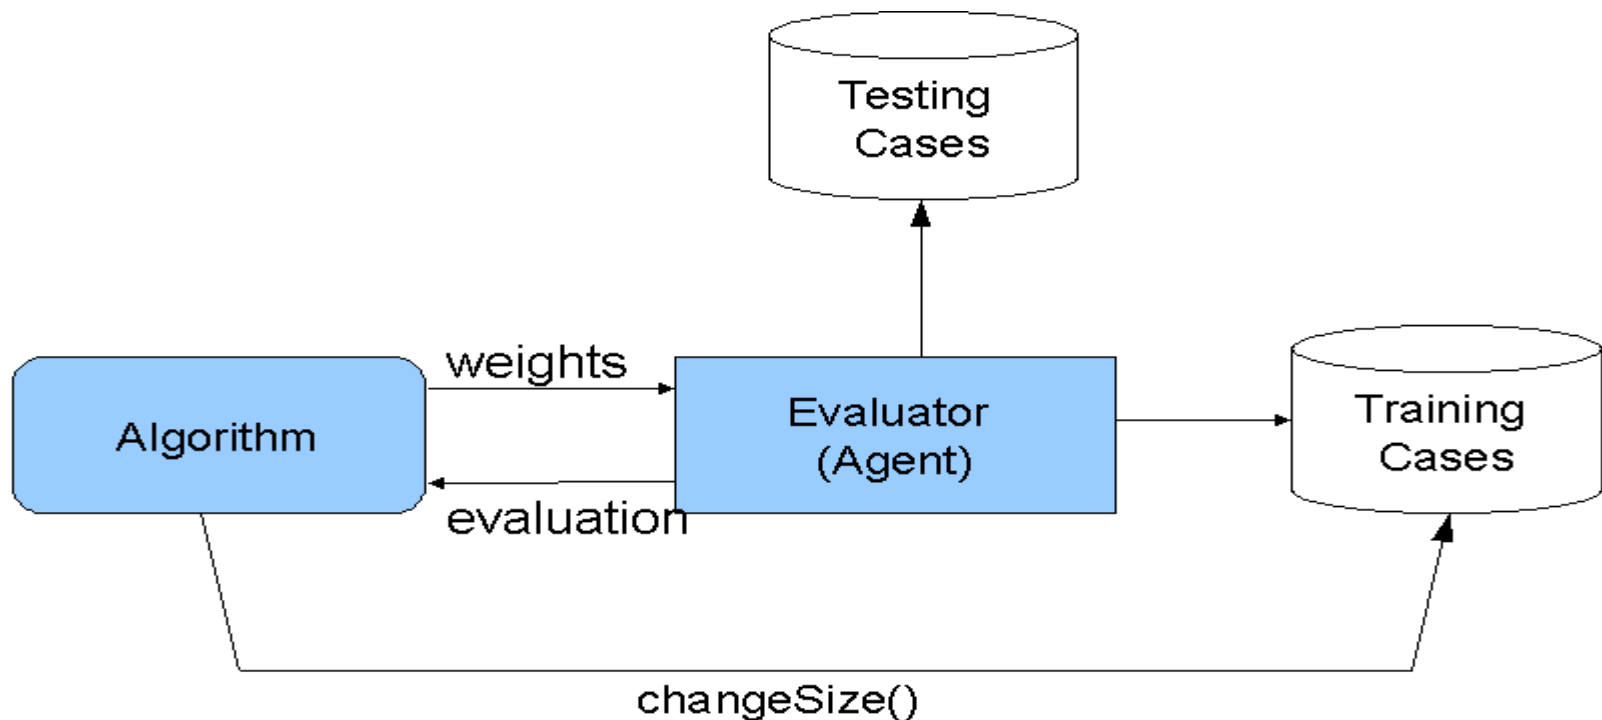 Testing
Cases
weights
Algorithm
evaluation
Evaluator
(Agent)
Training
Cases
changeSize()